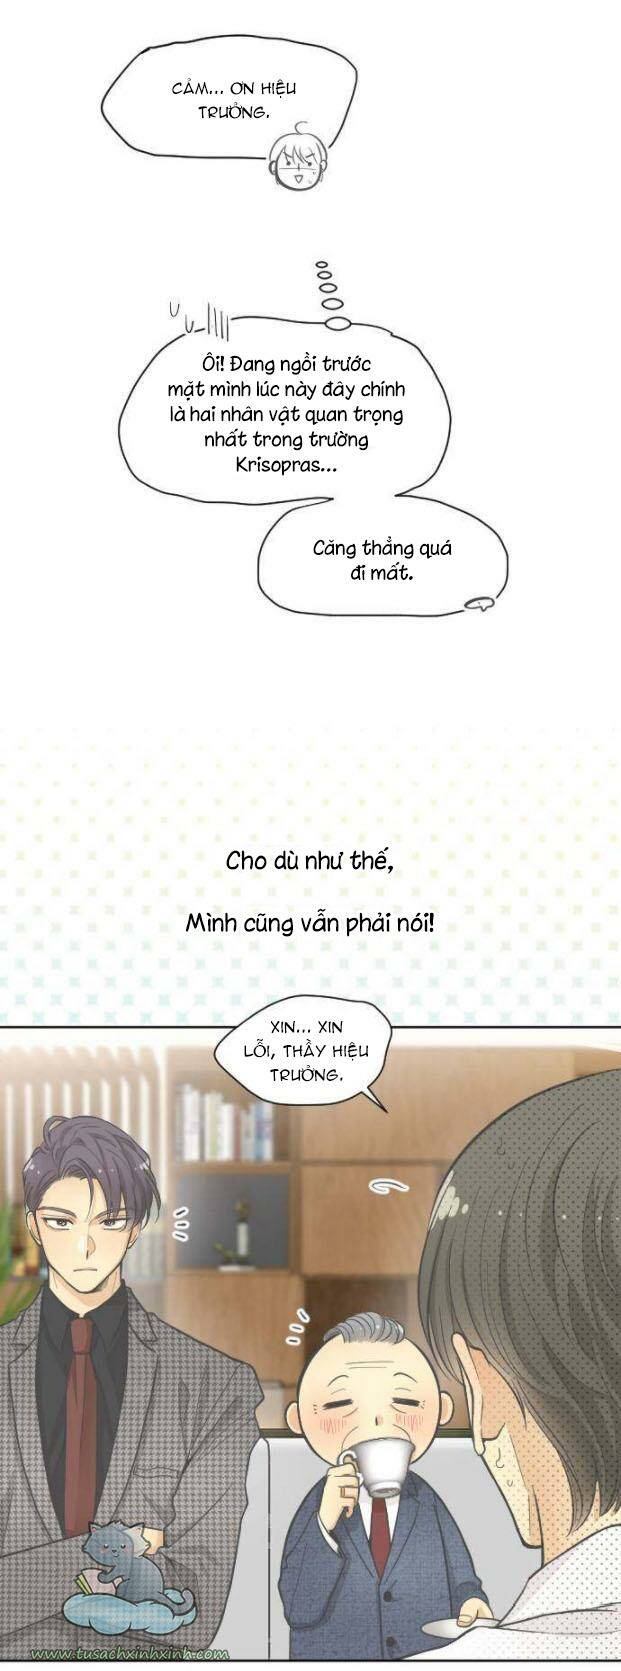 CẢM... ƠN HIỆU
TRƯỞNG.
Ôi! Đang ngồi trước
mặt mình lúc này đây chính
là hai nhân vật quan trọng
nhất trong trường
Krisopras...
Căng thẳng quá
đi mất.
Cho dù như thế,
Mình cũng vẫn phải nói!
XIN... XIN
LỖI, THẦY HIỆU
TRƯỞNG.
www.tusachxinhxinh.com